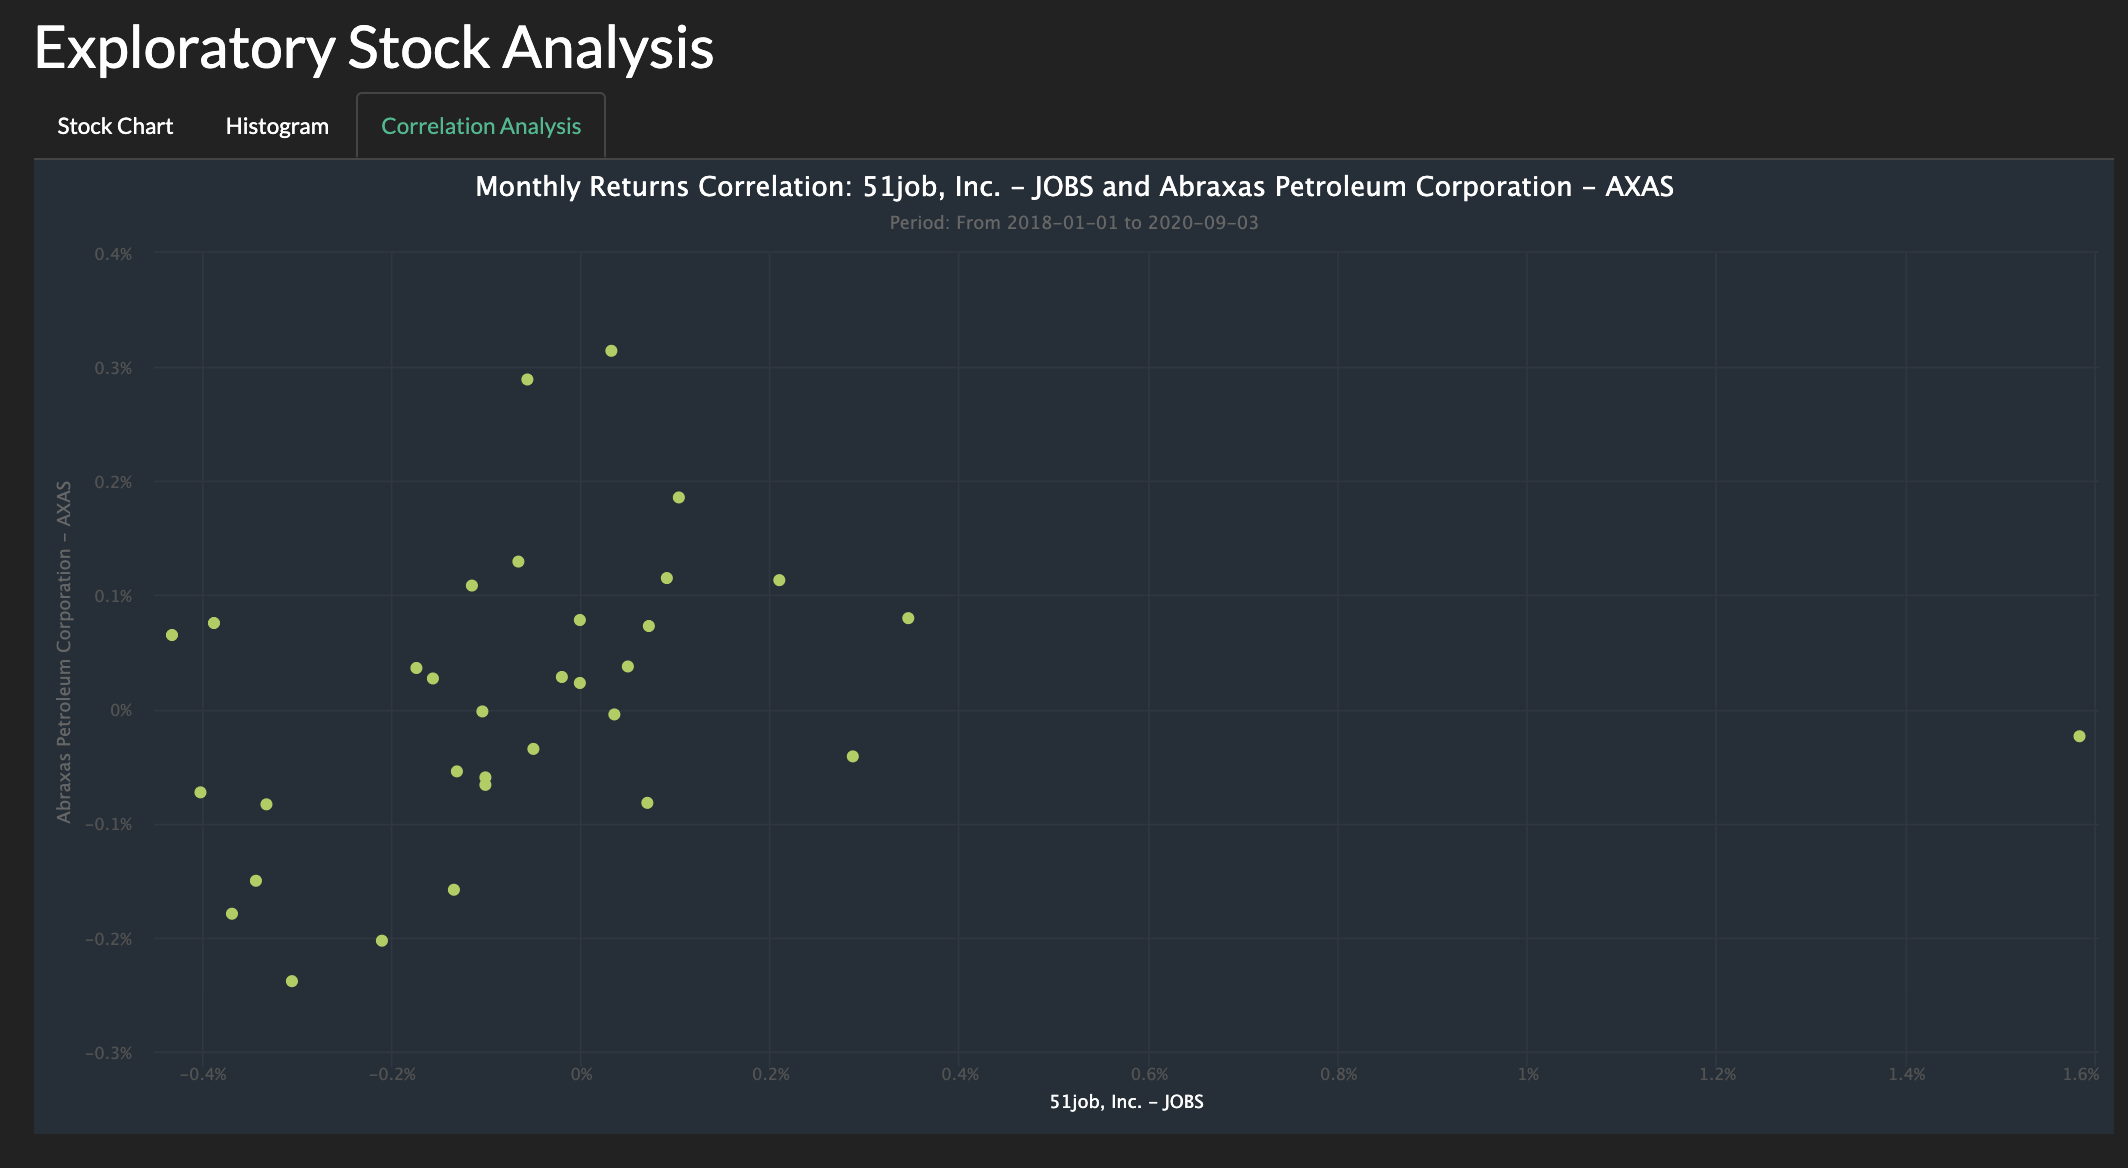 Exploratory Stock Analysis
Stock Chart
Histogram
Correlation Analysis
Monthly Returns Correlation: 51job, Inc. - JOBS and Abraxas Petroleum Corporation - AXAS
Period: From 2018-01-01 to 2020-09-03
Abraxas Petroleum Corporation - AXAS
0.4%
0.3%
0.2%
0.1%
0%
-0.1%
-0.2%
-0.3%
-0.4% -0.2% 0% 0.2% 0.4% 0.6% 0.8% 1% 1.2% 1.4% 1.6%
51job, Inc. - JOBS